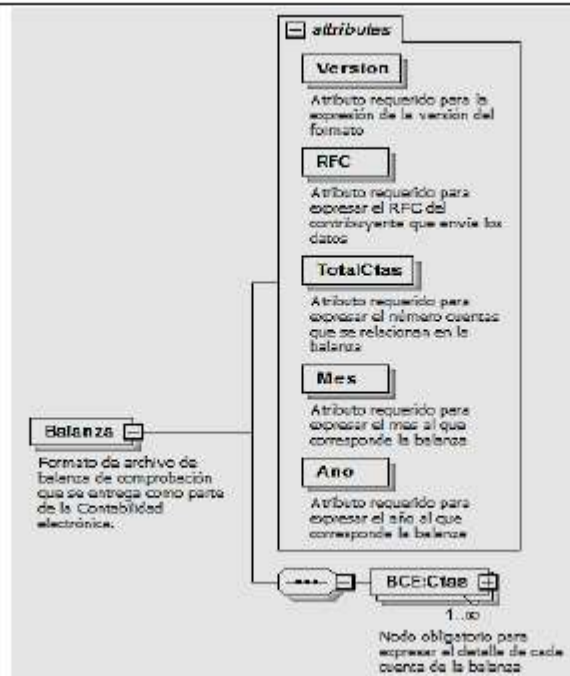 attributes
Version
Atributo requerido para la
expresión de la versión del
formato
RFC
Atributo requerido para
expresar el RFC del
contribuyente que envía los
datos
TotalCtas
Atributo requerido para
expresar el número cuentas
que se relacionan en la
balanza
Mes
Atributo requerido para
expresar el mes al que
corresponde la balanza
Ano
Atributo requerido para
expresar el año al que
corresponde la balanza
Balanza
Formato de archivo de
balanza de comprobación
que se entrega como parte
de la Contabilidad
electrónica.
BCE:Ctas
1..∞
Nodo obligatorio para
expresar el detalle de cada
cuenta de la balanza